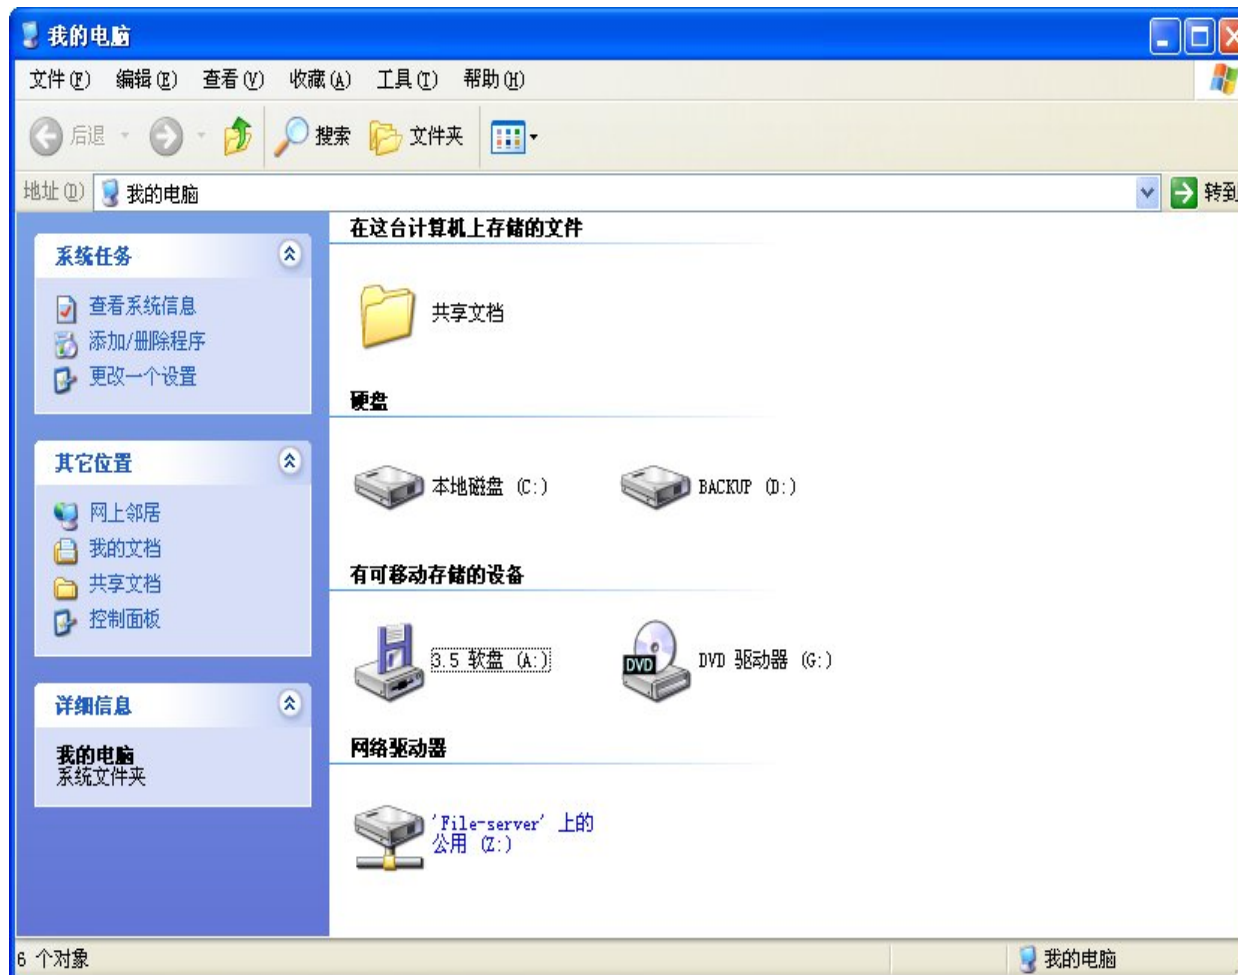 我的电脑
文件(F) 编辑(E) 查看(V) 收藏(A) 工具(T) 帮助(H)
后退 搜索 文件夹
地址(D) 我的电脑 转到
系统任务
查看系统信息
添加/删除程序
更改一个设置
其它位置
网上邻居
我的文档
共享文档
控制面板
详细信息
我的电脑
系统文件夹
在这台计算机上存储的文件
共享文档
硬盘
本地磁盘 (C:) BACKUP (D:)
有可移动存储的设备
3.5 软盘 (A:) DVD DVD 驱动器 (G:)
网络驱动器
'File-server' 上的
公用 (Z:)
6 个对象 我的电脑